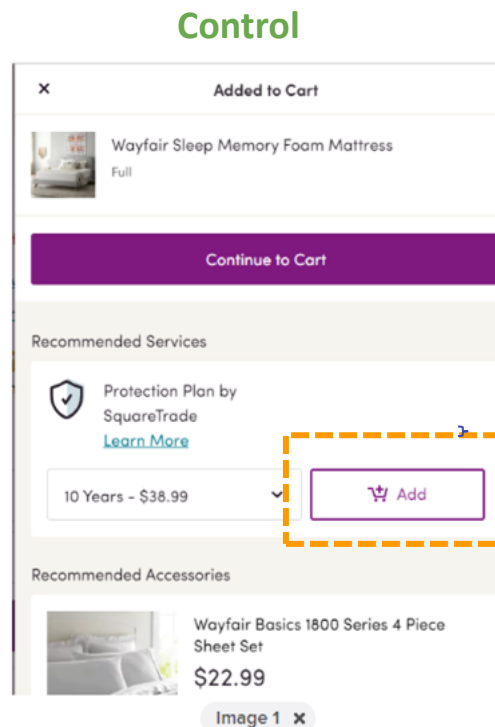 Control
× Added to Cart
Wayfair Sleep Memory Foam Mattress
Full
Continue to Cart
Recommended Services
Protection Plan by
SquareTrade
Learn More
10 Years - $38.99
Add
Recommended Accessories
Wayfair Basics 1800 Series 4 Piece
Sheet Set
$22.99
Image 1 ×